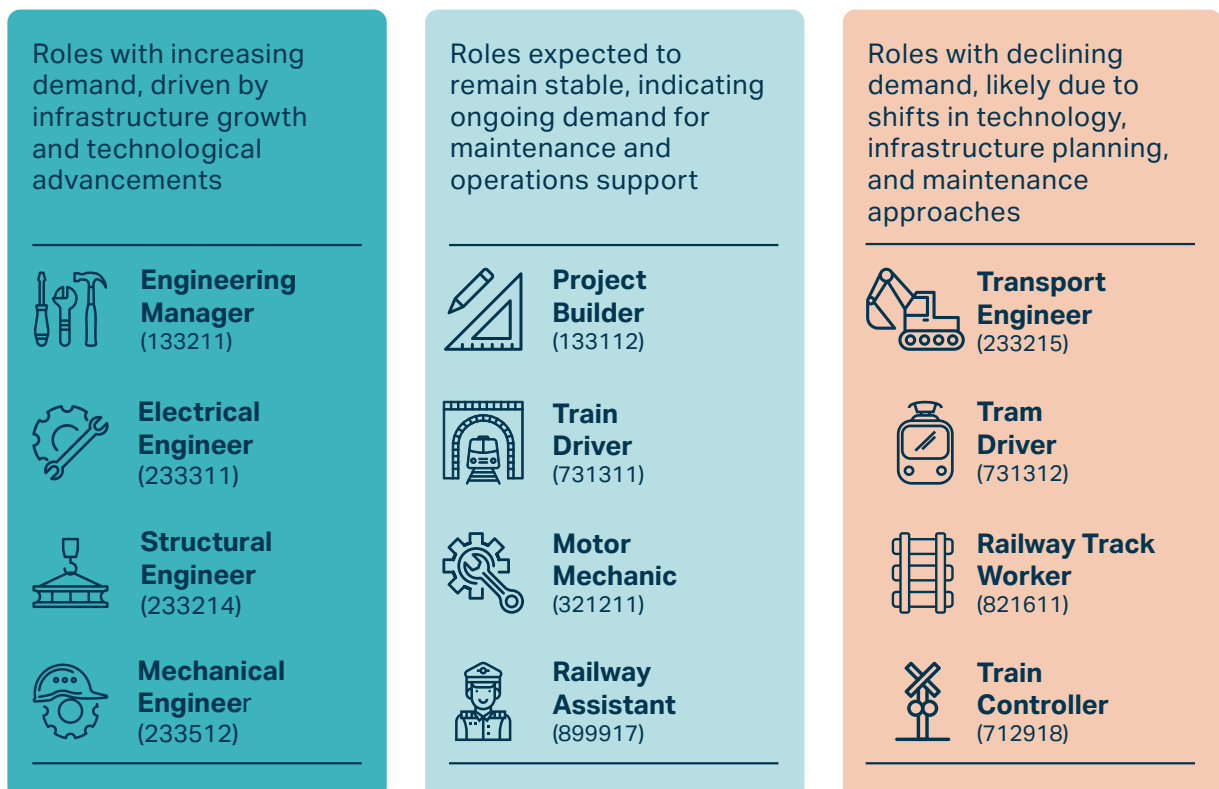 Roles with increasing
demand, driven by
infrastructure growth
and technological
advancements
Engineering
Manager
(133211)
Electrical
Engineer
(233311)
Structural
Engineer
(233214)
Mechanical
Engineer
(233512)
Roles expected to
remain stable, indicating
ongoing demand for
maintenance and
operations support
Project
Builder
(133112)
Train
Driver
(731311)
Motor
Mechanic
(321211)
Railway
Assistant
(899917)
Roles with declining
demand, likely due to
shifts in technology,
infrastructure planning,
and maintenance
approaches
Transport
Engineer
(233215)
Tram
Driver
(731312)
Railway Track
Worker
(821611)
Train
Controller
(712918)